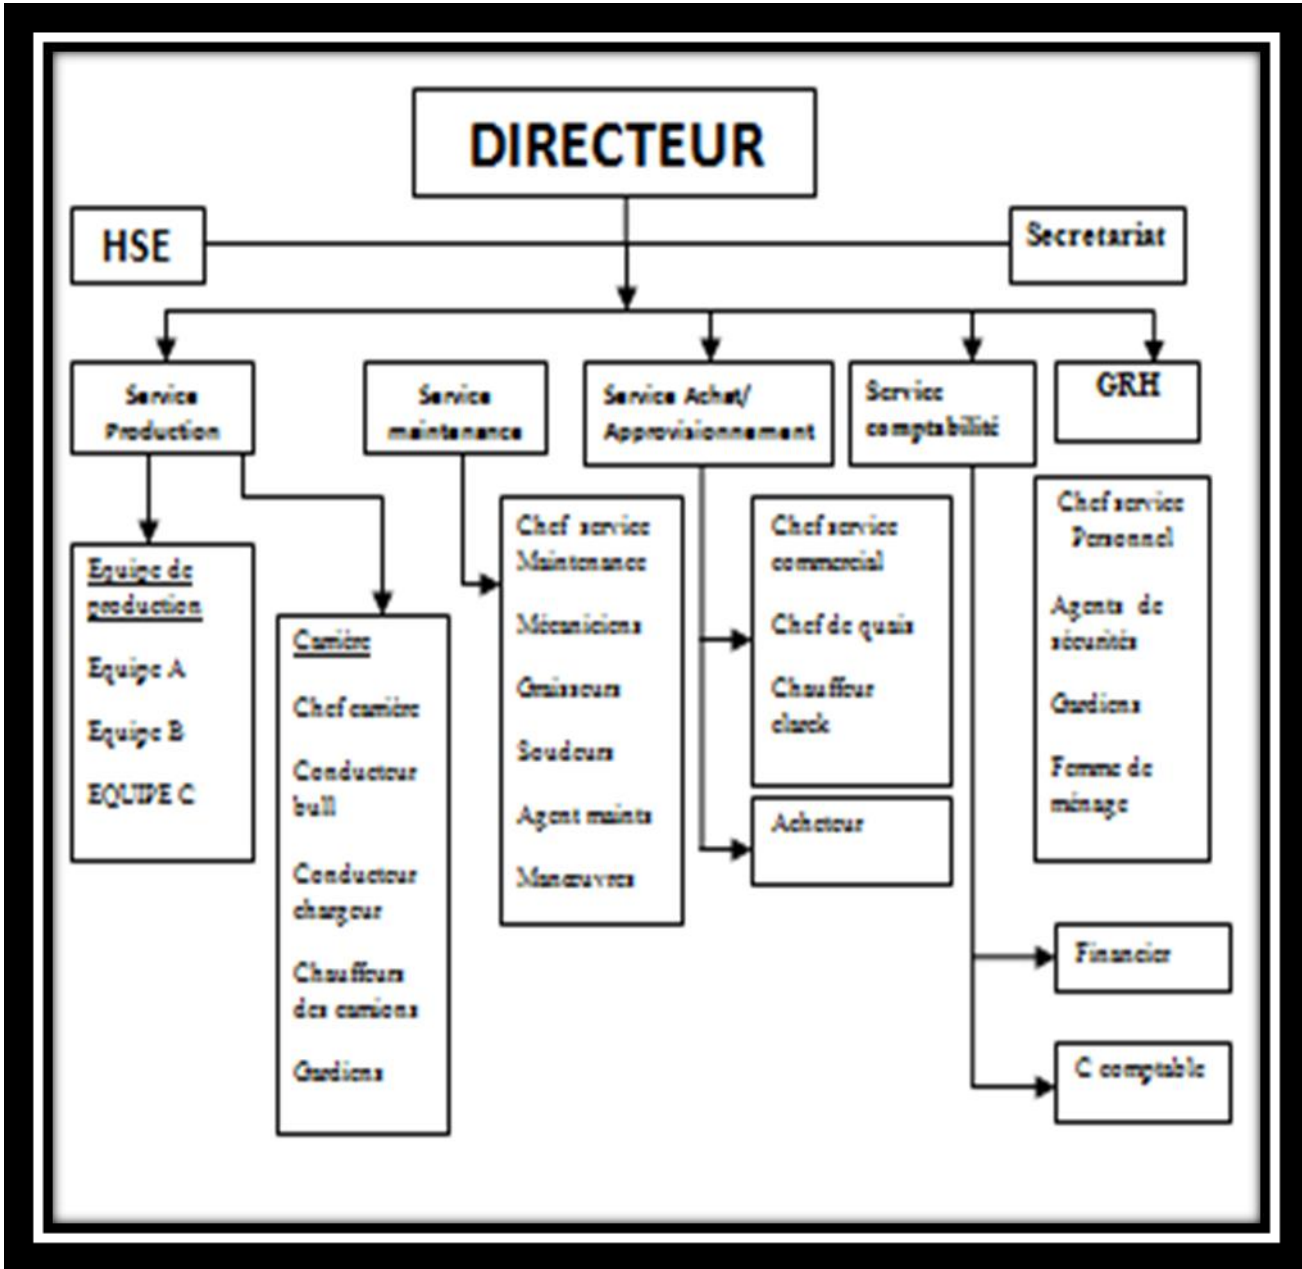 DIRECTEUR
HSE
Secretariat
Service
Production
Service
maintenance
Service Achat/
Approvisionnement
Service
comptabilité
GRH
Equipe de
production
Equipe A
Equipe B
EQUIPE C
Carrière
Chef carrière
Conducteur
bull
Conducteur
chargeur
Chauffeurs
des camions
Gardiens
Chef service
Maintenance
Mécaniciens
Graisseurs
Soudeurs
Agent maints
Manœuvres
Chef service
commercial
Chef de quais
Chauffeur
clarck
Acheteur
Chef service
Personnel
Agents de
sécurités
Gardiens
Femme de
ménage
Financier
C comptable